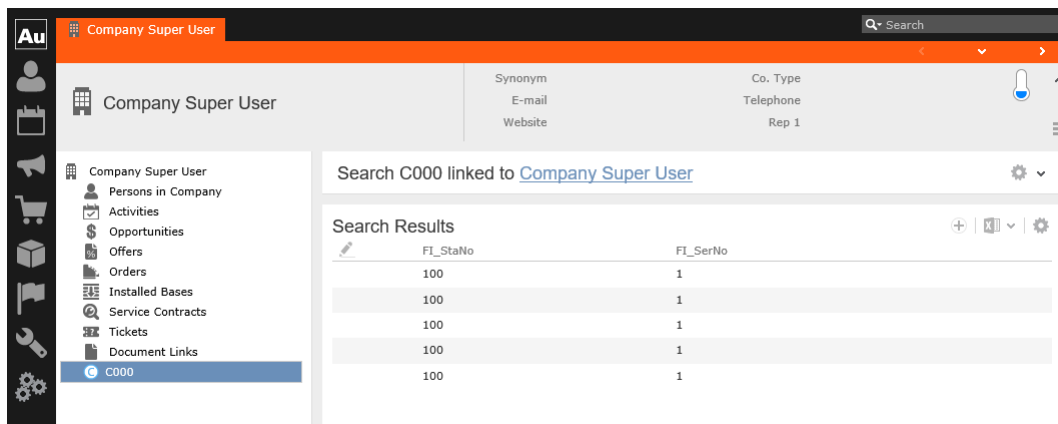 Au
Company Super User
Search
Company Super User
Synonym
Co. Type
E-mail
Telephone
Website
Rep 1
Company Super User
Persons in Company
Activities
Opportunities
Offers
Orders
Installed Bases
Service Contracts
Tickets
Document Links
C C000
Search C000 linked to Company Super User
Search Results
FI_StaNo FI_SerNo
100 1
100 1
100 1
100 1
100 1